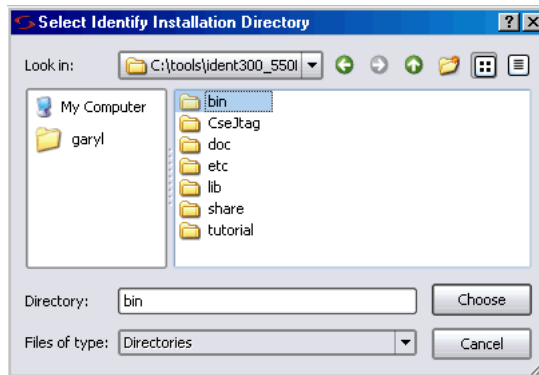 Select Identify Installation Directory
Look in: C:\tools\ident300_550
My Computer
garyl
bin
CseJtag
doc
etc
lib
share
tutorial
Directory: bin Choose
Files of type: Directories Cancel